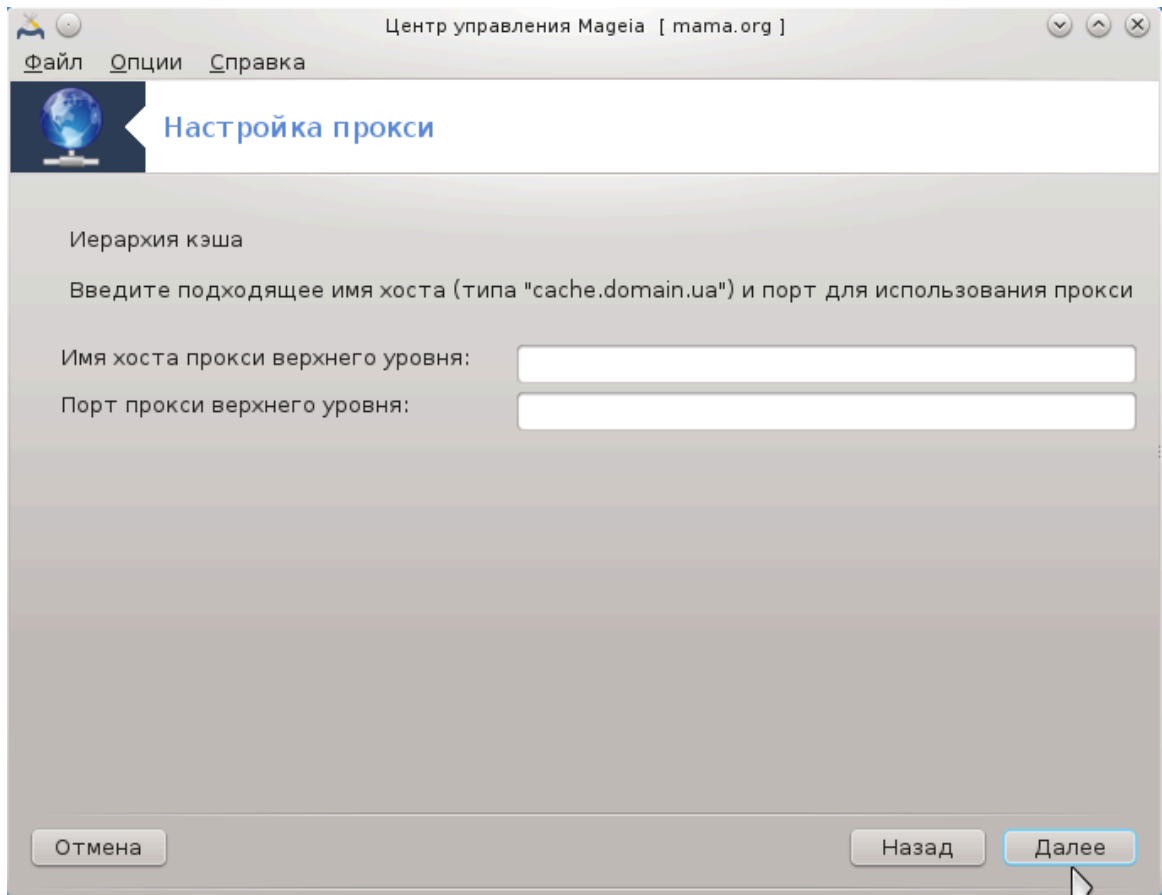 Центр управления Mageia [ mama.org ]
Файл Опции Справка
Настройка прокси
Иерархия кэша
Введите подходящее имя хоста (типа "cache.domain.ua") и порт для использования прокси
Имя хоста прокси верхнего уровня:
Порт прокси верхнего уровня:
Отмена Назад Далее